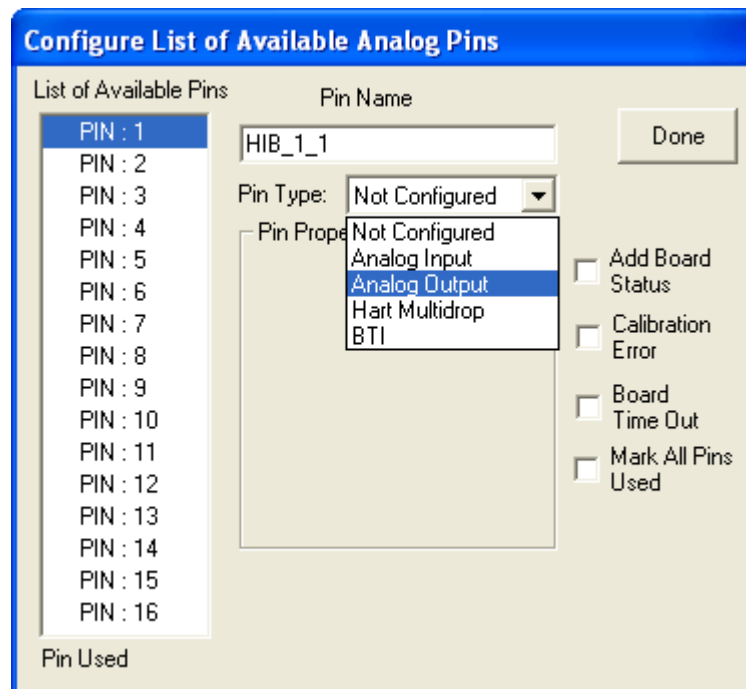 Configure List of Available Analog Pins
List of Available Pins
PIN : 1
PIN : 2
PIN : 3
PIN : 4
PIN : 5
PIN : 6
PIN : 7
PIN : 8
PIN : 9
PIN : 10
PIN : 11
PIN : 12
PIN : 13
PIN : 14
PIN : 15
PIN : 16
Pin Used
Pin Name
HIB_1_1
Pin Type:
Not Configured
Pin Prope
Not Configured
Analog Input
Analog Output
Hart Multidrop
BTI
Done
Add Board
Status
Calibration
Error
Board
Time Out
Mark All Pins
Used